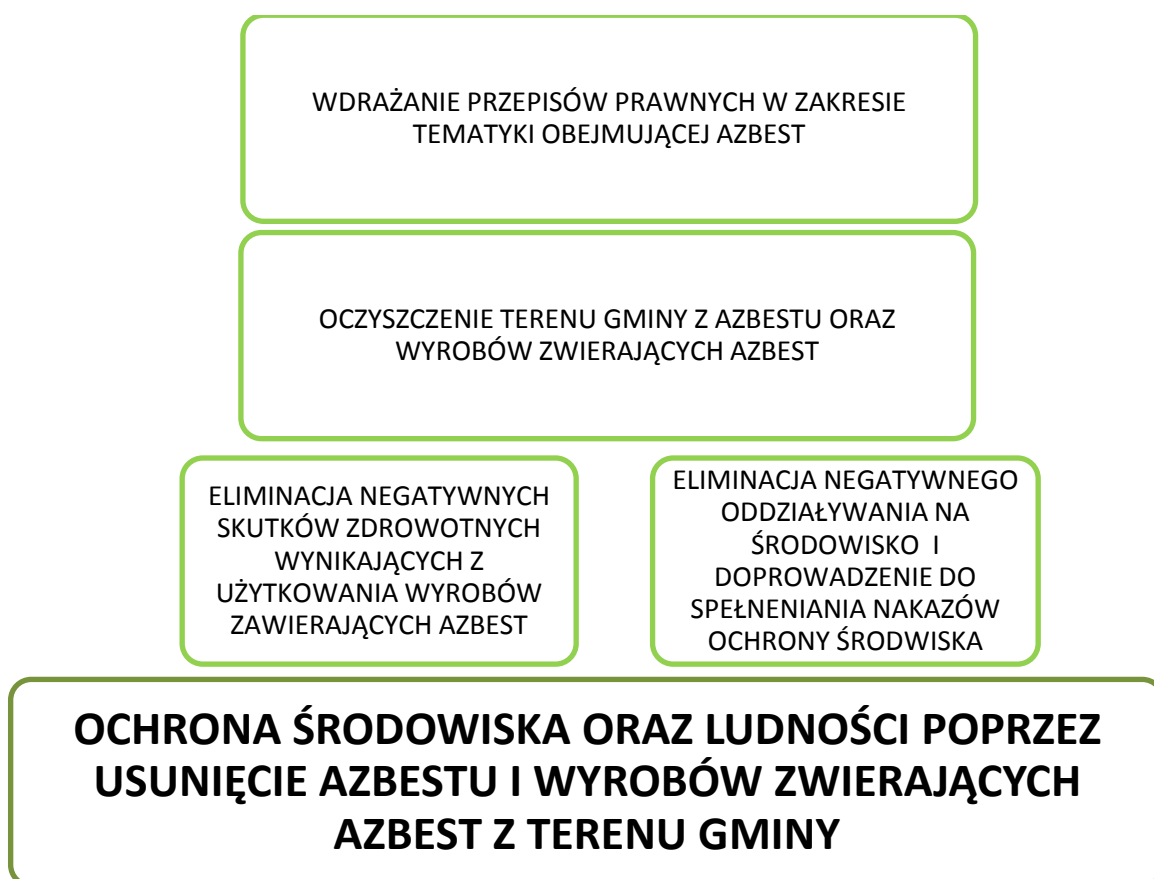 WDRAŻANIE PRZEPISÓW PRAWNYCH W ZAKRESIE
TEMATYKI OBEJMUJĄCEJ AZBEST
OCZYSZCZENIE TERENU GMINY Z AZBESTU ORAZ
WYROBÓW ZWIERAJĄCYCH AZBEST
ELIMINACJA NEGATYWNYCH
SKUTKÓW ZDROWOTNYCH
WYNIKAJĄCYCH Z
UŻYTKOWANIA WYROBÓW
ZAWIERAJĄCYCH AZBEST
ELIMINACJA NEGATYWNEGO
ODDZIAŁYWANIA NA
ŚRODOWISKO I
DOPROWADZENIE DO
SPEŁNENIANIA NAKAZÓW
OCHRONY ŚRODWISKA
OCHRONA ŚRODOWISKA ORAZ LUDNOŚCI POPRZEZ
USUNIĘCIE AZBESTU I WYROBÓW ZWIERAJĄCYCH
AZBEST Z TERENU GMINY